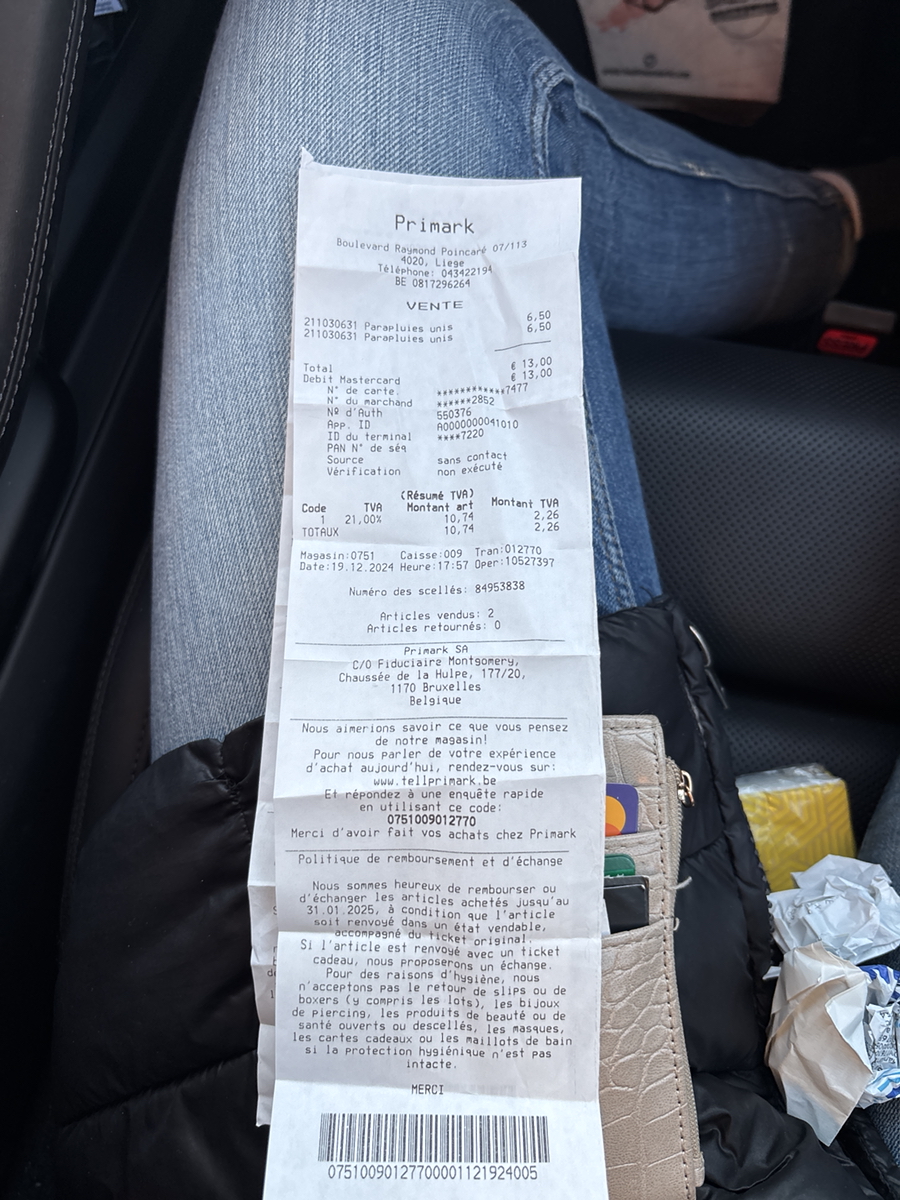 Primark
Boulevard Raymond Poincaré 07/113
4020, Liege
Téléphone: 043422194
BE 0817296264
VENTE
211030631 Parapluies unis 6,50
211030631 Parapluies unis 6,50
Total € 13,00
Debit Mastercard € 13,00
N° de carte. ************7477
N° du marchand ******2852
Nº d'Auth 550376
App. ID A0000000041010
ID du terminal ****7220
PAN N° de séq
Source sans contact
Vérification non exécuté
(Résumé TVA)
Code TVA Montant art Montant TVA
1 21,00% 10,74 2,26
TOTAUX 10,74 2,26
Magasin:0751 Caisse:009 Tran:012770
Date:19.12.2024 Heure:17:57 Oper:10527397
Numéro des scellés: 84953838
Articles vendus: 2
Articles retournés: 0
Primark SA
C/O Fiduciaire Montgomery,
Chaussée de la Hulpe, 177/20,
1170 Bruxelles
Belgique
Nous aimerions savoir ce que vous pensez
de notre magasin!
Pour nous parler de votre expérience
d'achat aujourd'hui, rendez-vous sur:
www.tellprimark.be
Et répondez à une enquête rapide
en utilisant ce code:
0751009012770
Merci d'avoir fait vos achats chez Primark
Politique de remboursement et d'échange
Nous sommes heureux de rembourser ou
d'échanger les articles achetés jusqu'au
31.01.2025, à condition que l'article
soit renvoyé dans un état vendable,
accompagné du ticket original.
Si l'article est renvoyé avec un ticket
cadeau, nous proposerons un échange.
Pour des raisons d'hygiène, nous
n'acceptons pas le retour de slips ou de
boxers (y compris les lots), les bijoux
de piercing, les produits de beauté ou de
santé ouverts ou descellés, les masques,
les cartes cadeaux ou les maillots de bain
si la protection hygiénique n'est pas
intacte.
MERCI
07510090127700001121924005